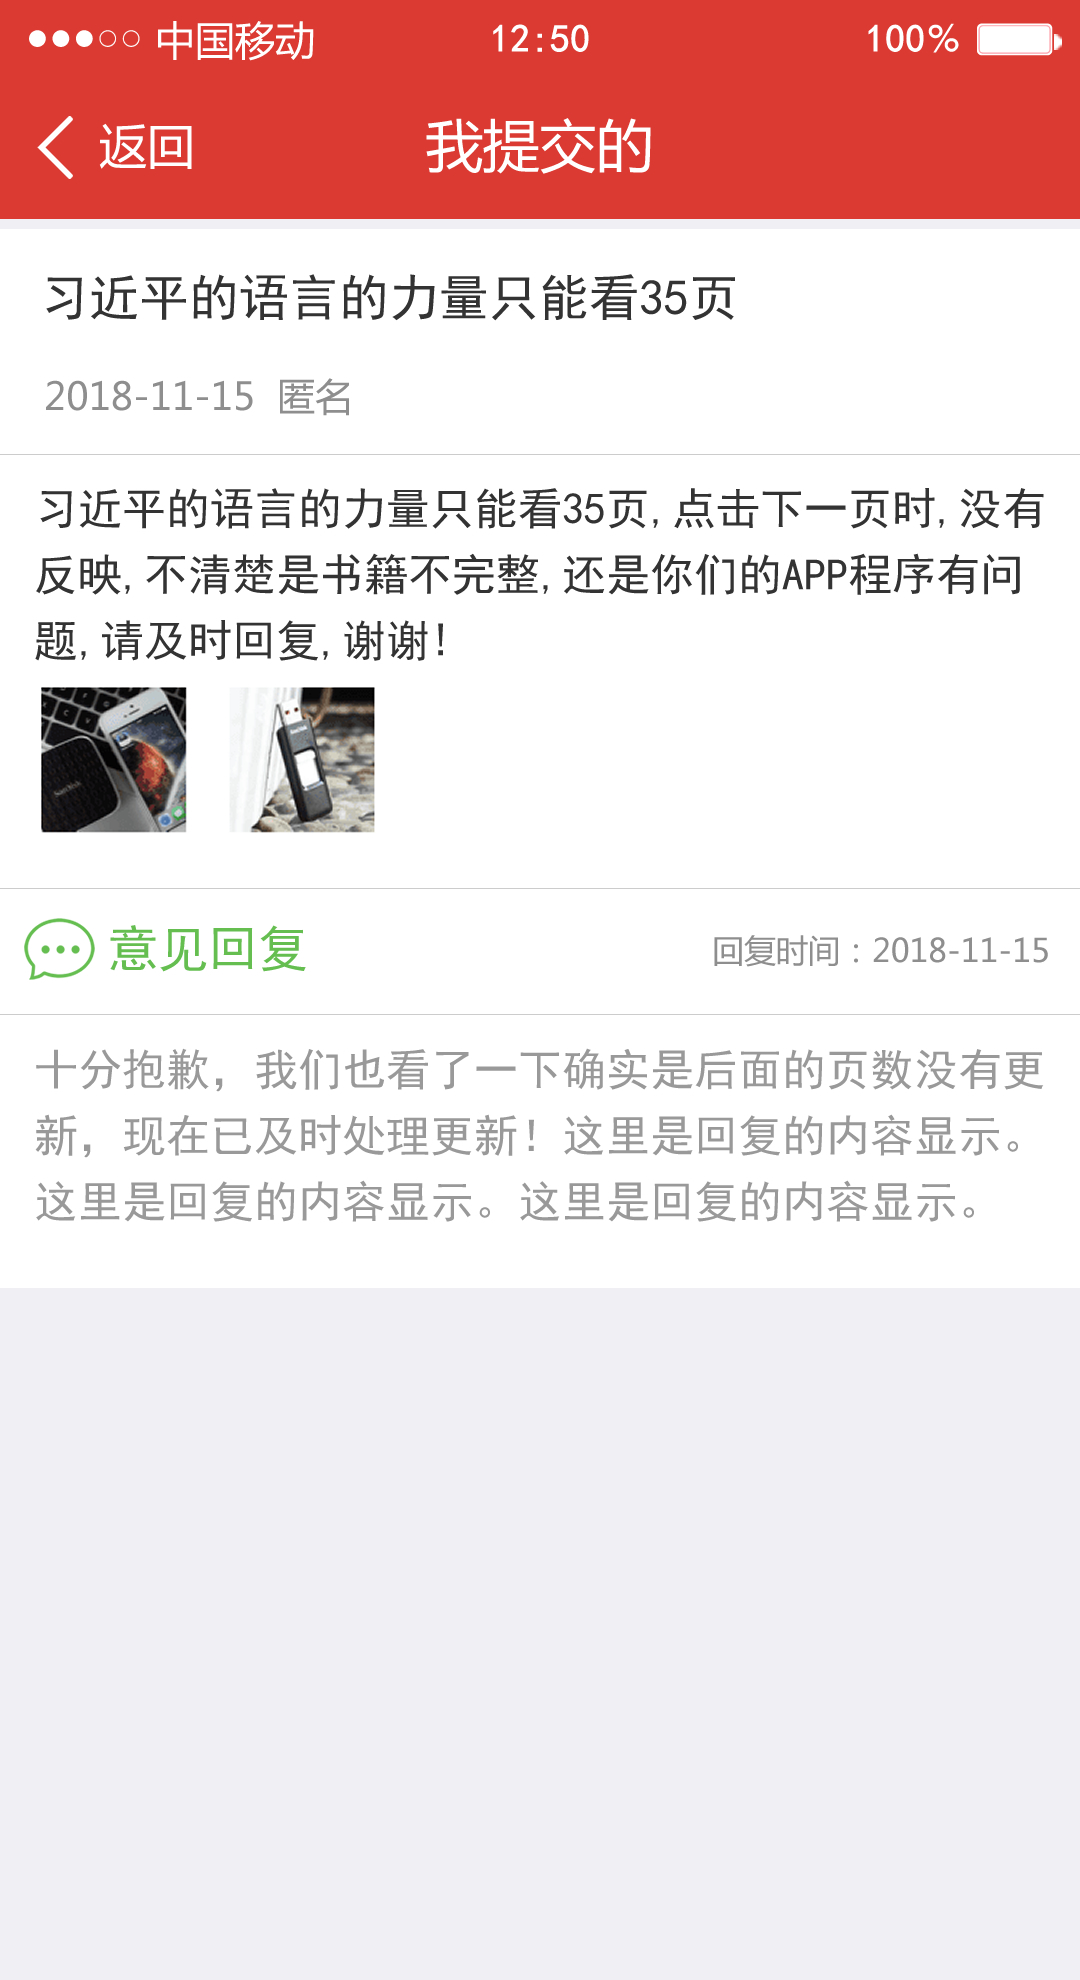 中国移动 12:50 100%
返回 我提交的
习近平的语言的力量只能看35页
2018-11-15 匿名
习近平的语言的力量只能看35页,点击下一页时,没有
反映,不清楚是书籍不完整,还是你们的APP程序有问
题,请及时回复,谢谢!
意见回复 回复时间：2018-11-15
十分抱歉，我们也看了一下确实是后面的页数没有更
新，现在已及时处理更新！这里是回复的内容显示。
这里是回复的内容显示。这里是回复的内容显示。